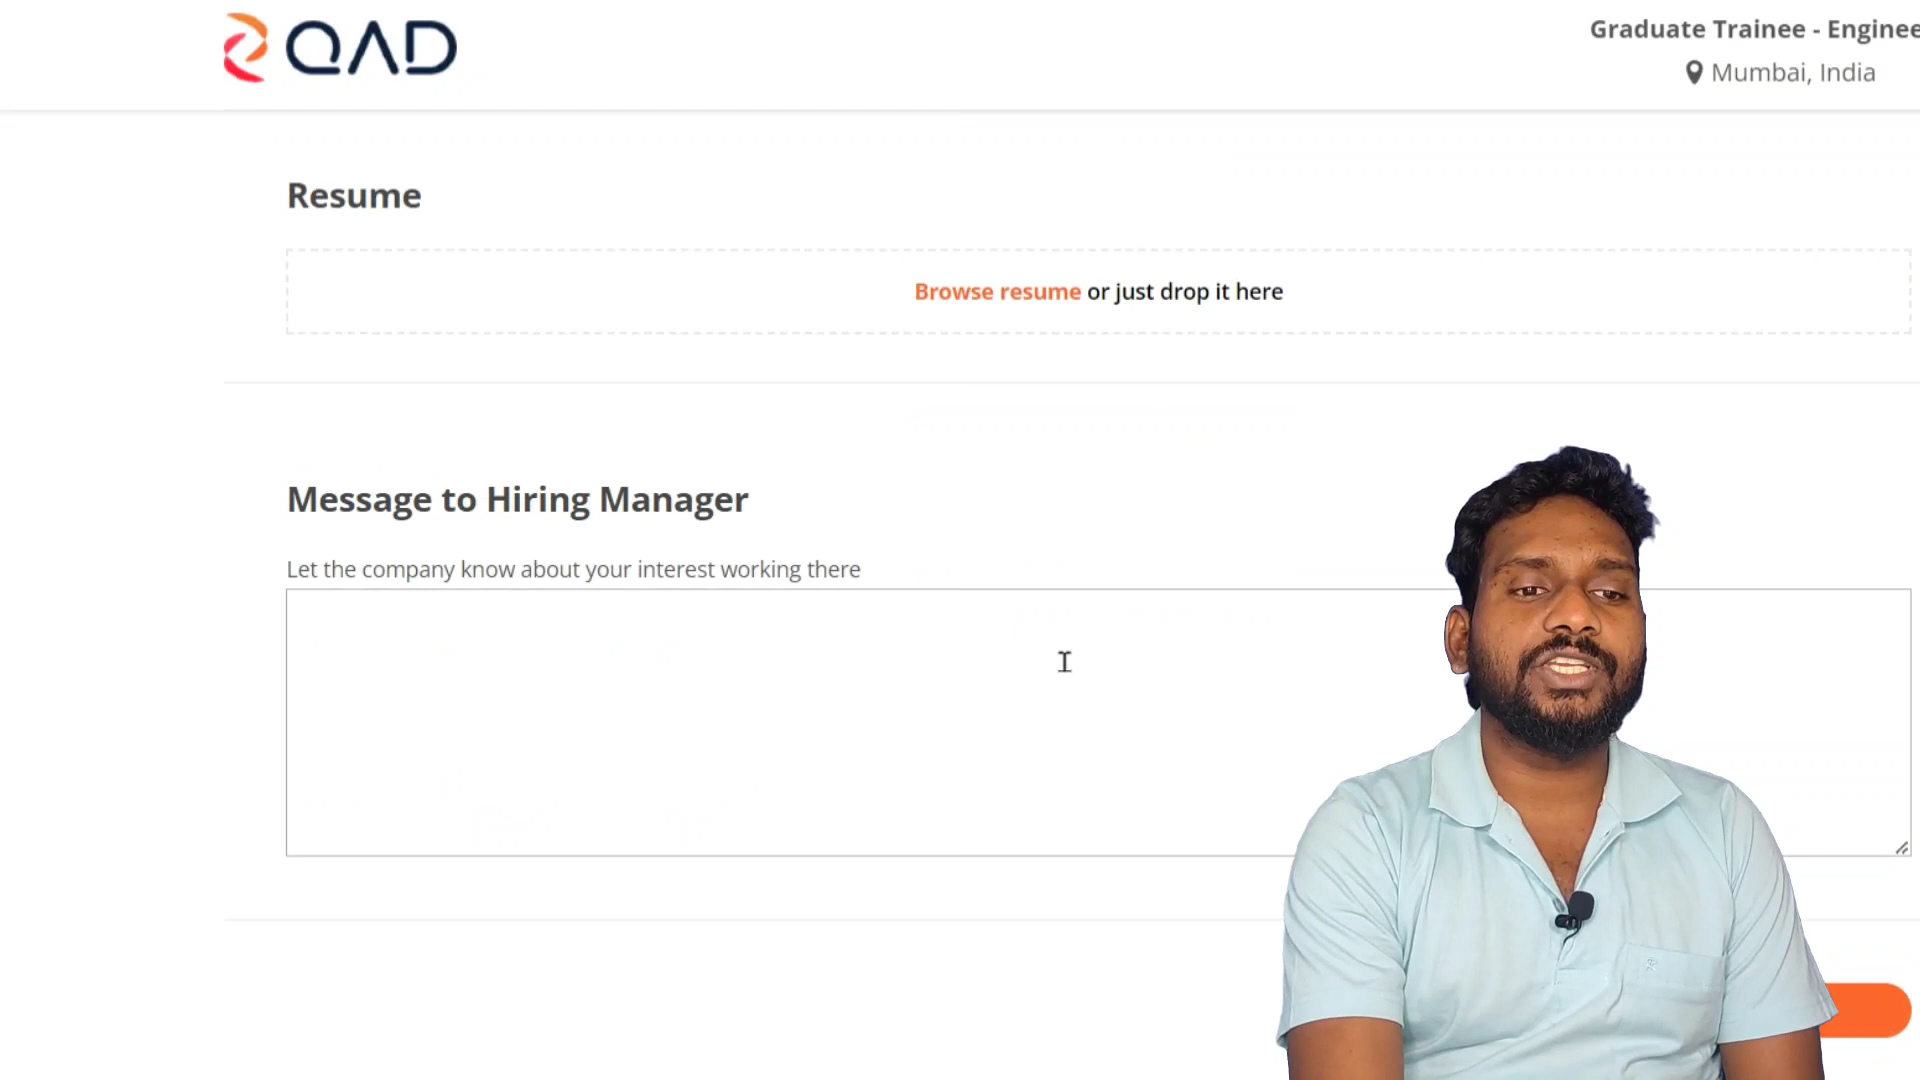 QAD
Graduate Trainee - Enginee
Mumbai, India
Resume
Browse resume or just drop it here
Message to Hiring Manager
Let the company know about your interest working there